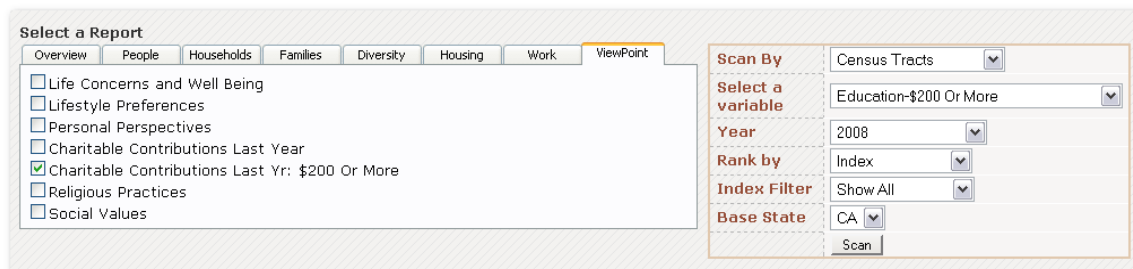 Select a Report
Overview People Households Families Diversity Housing Work ViewPoint
Life Concerns and Well Being
Lifestyle Preferences
Personal Perspectives
Charitable Contributions Last Year
Charitable Contributions Last Yr: $200 Or More
Religious Practices
Social Values
Scan By Census Tracts
Select a variable Education-$200 Or More
Year 2008
Rank by Index
Index Filter Show All
Base State CA
Scan